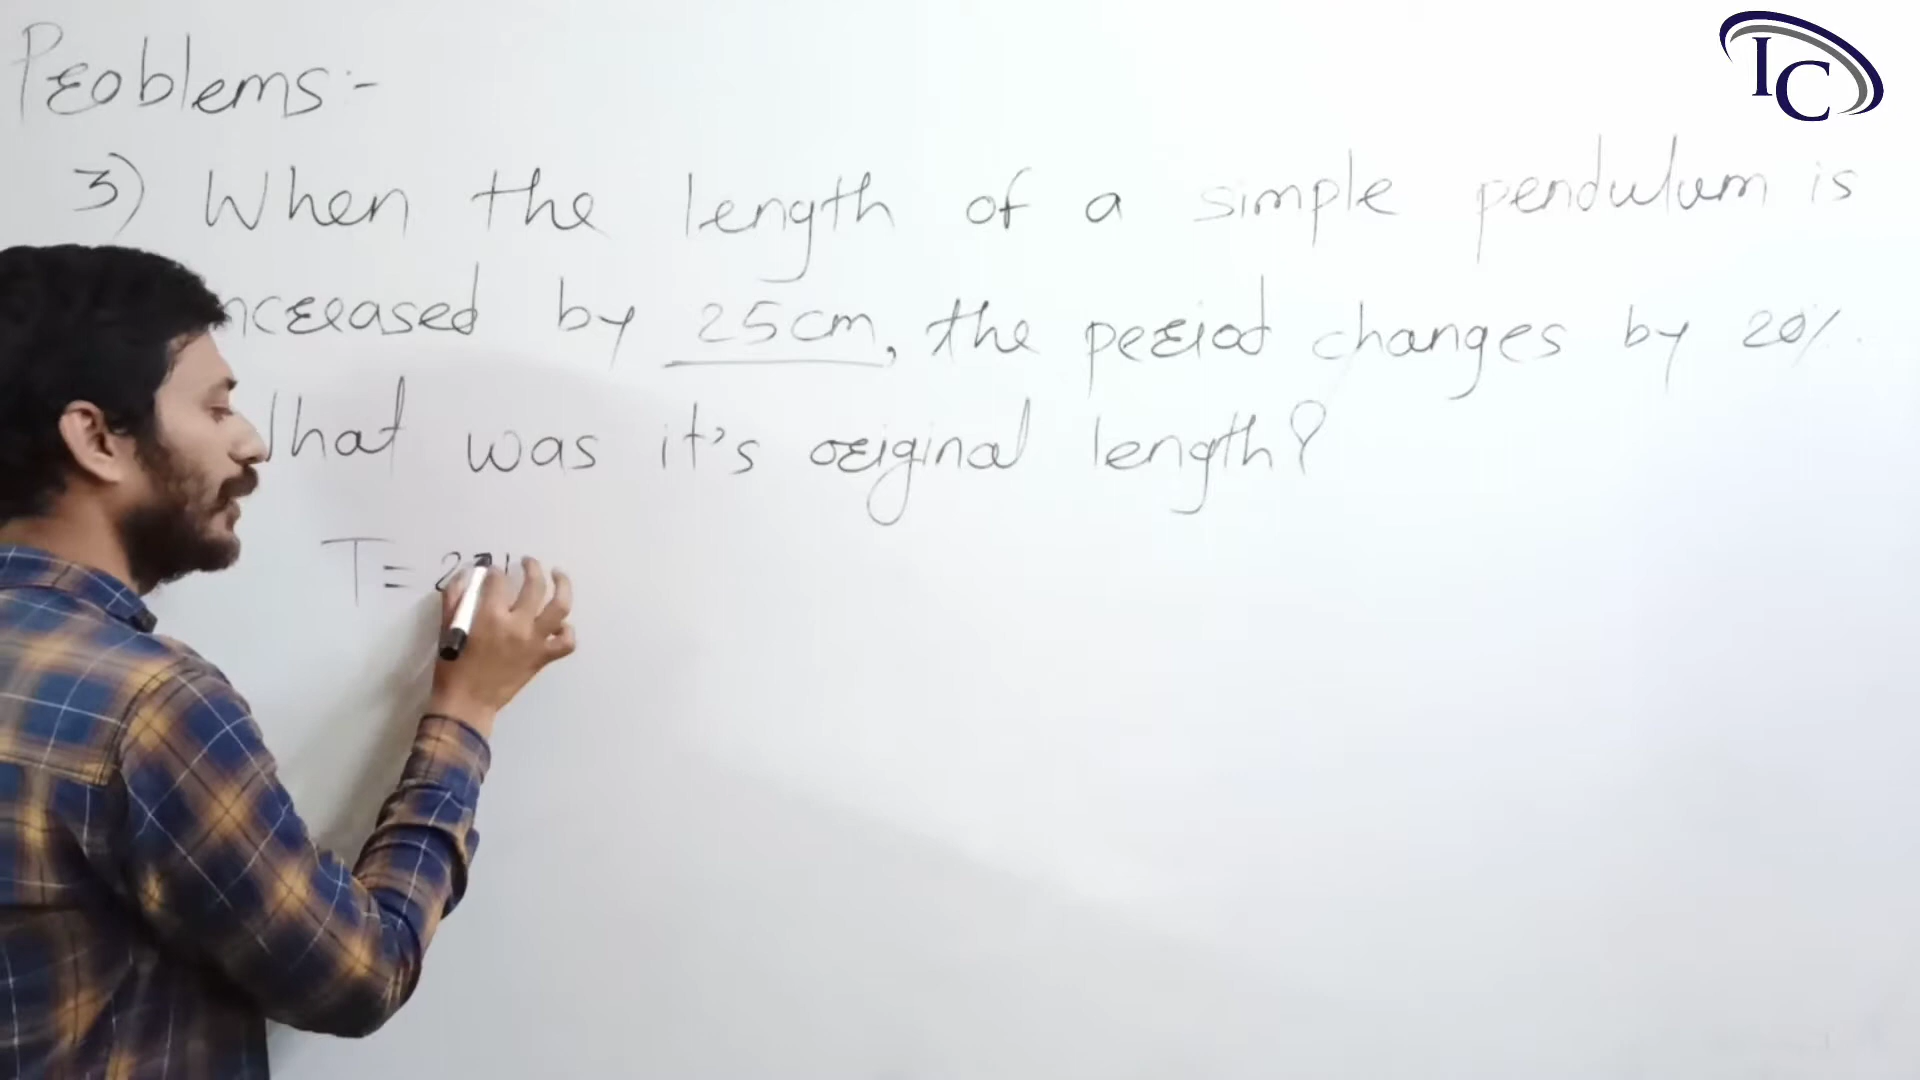 IC
Problems:-
3) When the length of a simple pendulum is
increased by 25cm, the period changes by 20%.
What was it's original length?
T = 2π